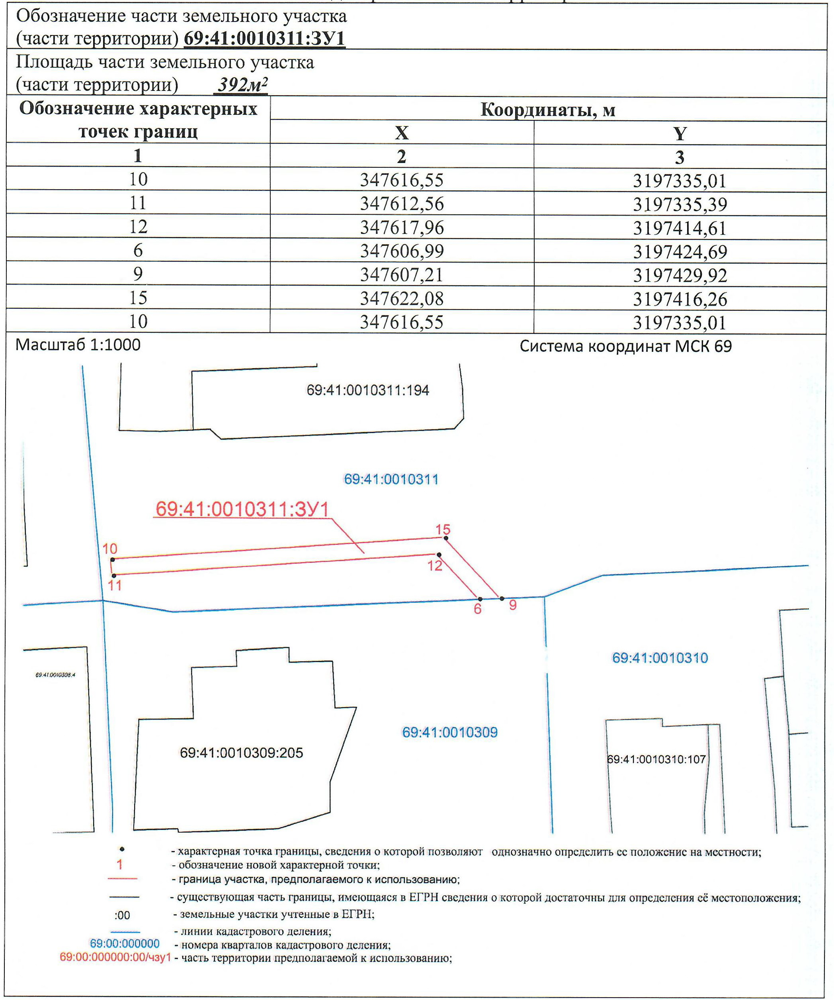 Обозначение части земельного участка
(части территории) 69:41:0010311:ЗУ1
Площадь части земельного участка
(части территории) 392м²
Обозначение характерных точек границ
Координаты, м
X Y
1 2 3
10 347616,55 3197335,01
11 347612,56 3197335,39
12 347617,96 3197414,61
6 347606,99 3197424,69
9 347607,21 3197429,92
15 347622,08 3197416,26
10 347616,55 3197335,01
Масштаб 1:1000 Система координат МСК 69
69:41:0010311:194
69:41:0010311
69:41:0010311:ЗУ1
15
10
12
11
6 9
69:41:0010310
69:41:0010308:4
69:41:0010309
69:41:0010309:205
69:41:0010310:107
- характерная точка границы, сведения о которой позволяют однозначно определить ее положение на местности;
1 - обозначение новой характерной точки;
- граница участка, предполагаемого к использованию;
- существующая часть границы, имеющаяся в ЕГРН сведения о которой достаточны для определения её местоположения;
:00 - земельные участки учтенные в ЕГРН;
- линии кадастрового деления;
69:00:000000 - номера кварталов кадастрового деления;
69:00:000000:00/чзу1 - часть территории предполагаемой к использованию;